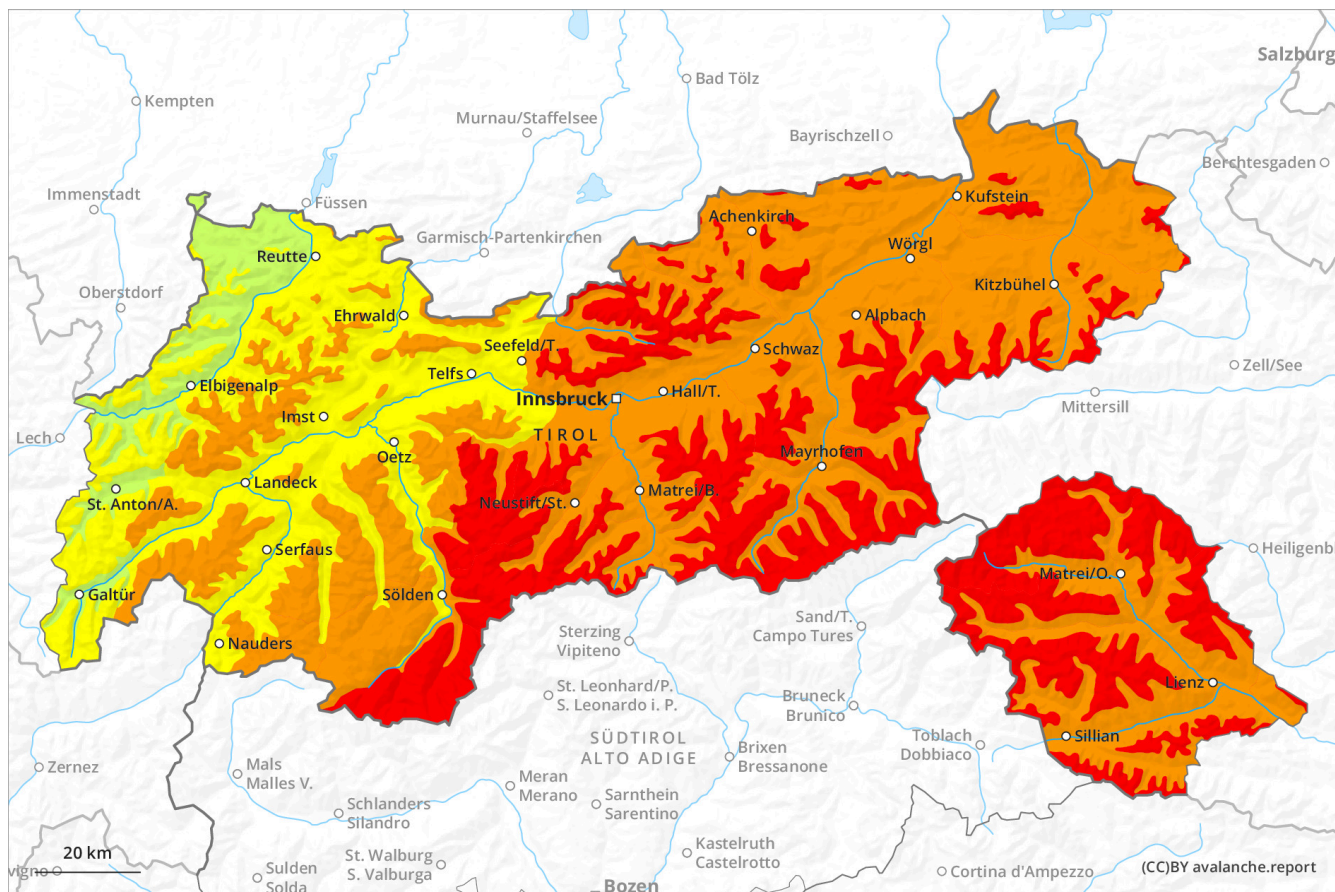 Salzburg
Bad Tölz
Kempten
Murnau/Staffelsee
Bayrischzell
Berchtesgaden
Immenstadt
Füssen
Kufstein
Achenkirch
Garmisch-Partenkirchen
Wörgl
Reutte
Oberstdorf
Kitzbühel
Ehrwald
Alpbach
Seefeld/T.
Schwaz
Zell/See
Telfs
Elbigenalp
Innsbruck
Hall/T.
Mittersill
Imst
Lech
TIROL
Oetz
Mayrhofen
Landeck
Matrei/B.
St. Anton/A.
Neustift/St.
Serfaus
Heiligenb
Matrei/O.
Galtür
Sölden
Sand/T.
Campo Tures
Sterzing
Vipiteno
Nauders
Lienz
St. Leonhard/P.
S. Leonardo i. P.
Bruneck
Brunico
Sillian
SÜDTIROL
ALTO ADIGE
Toblach
Dobbiaco
Brixen
Bressanone
Zernez
Mals
Malles V.
Meran
Merano
Sarnthein
Sarentino
Schlanders
Silandro
Kastelruth
Castelrotto
20 km
St. Walburg
S. Valburga
vigno
Sulden
Solda
Cortina d'Ampezzo
(CC)BY avalanche.report
Bozen